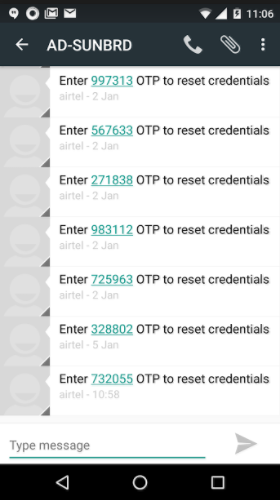 11:06
AD-SUNBRD
Enter 997313 OTP to reset credentials
airtel - 2 Jan
Enter 567633 OTP to reset credentials
airtel - 2 Jan
Enter 271838 OTP to reset credentials
airtel - 2 Jan
Enter 983112 OTP to reset credentials
airtel - 2 Jan
Enter 725963 OTP to reset credentials
airtel - 2 Jan
Enter 328802 OTP to reset credentials
airtel - 5 Jan
Enter 732055 OTP to reset credentials
airtel - 10:58
Type message